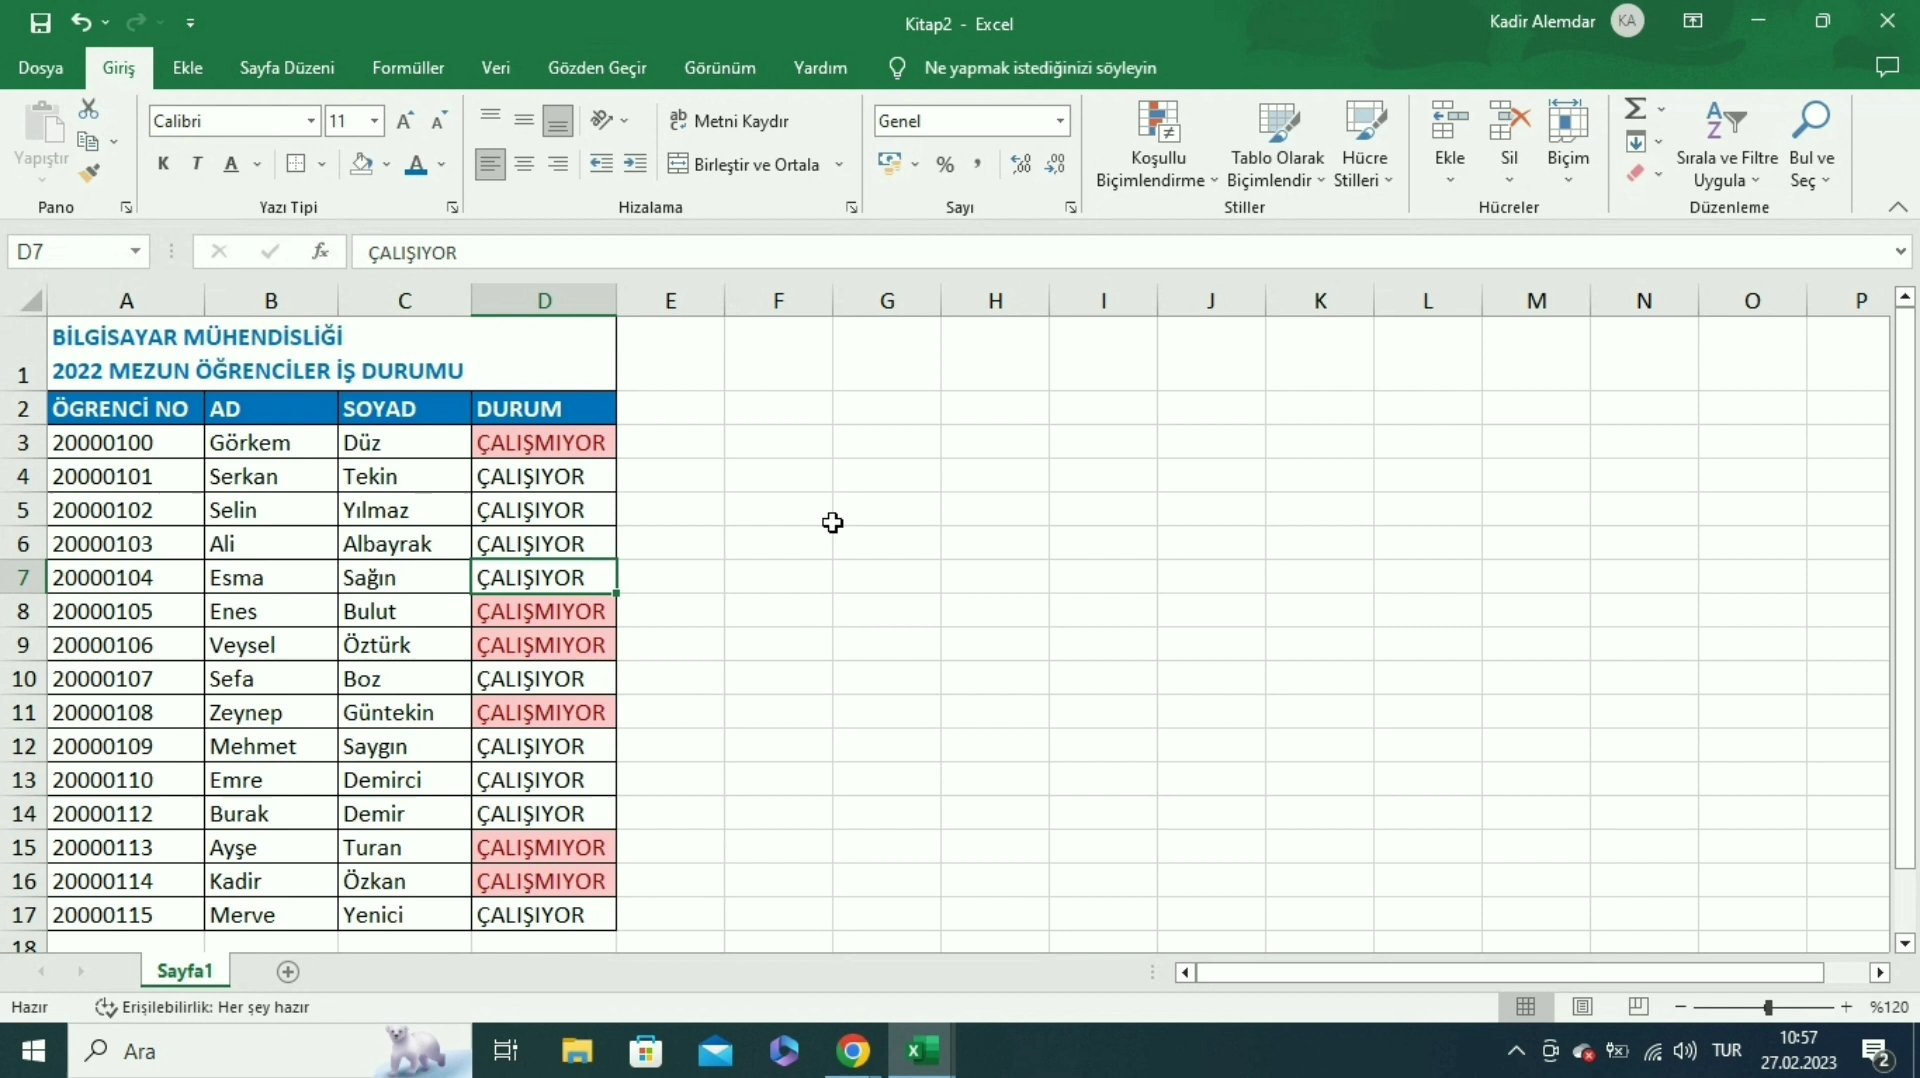 Kitap2 - Excel
Kadir Alemdar KA
Dosya Giriş Ekle Sayfa Düzeni Formüller Veri Gözden Geçir Görünüm Yardım Ne yapmak istediğinizi söyleyin
Yapıştır
Pano
Calibri 11
K T A
Yazı Tipi
Metni Kaydır
Birleştir ve Ortala
Hizalama
Genel
Sayı
Koşullu Biçimlendirme
Tablo Olarak Biçimlendir
Hücre Stilleri
Stiller
Ekle Sil Biçim
Hücreler
Sırala ve Filtre Uygula
Bul ve Seç
Düzenleme
D7 fx ÇALIŞIYOR
A B C D E F G H I J K L M N O P
BİLGİSAYAR MÜHENDİSLİĞİ
1 2022 MEZUN ÖĞRENCİLER İŞ DURUMU
2 ÖGRENCİ NO AD SOYAD DURUM
3 20000100 Görkem Düz ÇALIŞMIYOR
4 20000101 Serkan Tekin ÇALIŞIYOR
5 20000102 Selin Yılmaz ÇALIŞIYOR
6 20000103 Ali Albayrak ÇALIŞIYOR
7 20000104 Esma Sağın ÇALIŞIYOR
8 20000105 Enes Bulut ÇALIŞMIYOR
9 20000106 Veysel Öztürk ÇALIŞMIYOR
10 20000107 Sefa Boz ÇALIŞIYOR
11 20000108 Zeynep Güntekin ÇALIŞMIYOR
12 20000109 Mehmet Saygın ÇALIŞIYOR
13 20000110 Emre Demirci ÇALIŞIYOR
14 20000112 Burak Demir ÇALIŞIYOR
15 20000113 Ayşe Turan ÇALIŞMIYOR
16 20000114 Kadir Özkan ÇALIŞMIYOR
17 20000115 Merve Yenici ÇALIŞIYOR
18
Sayfa1
Hazır Erişilebilirlik: Her şey hazır %120
Ara TUR 10:57
27.02.2023 2